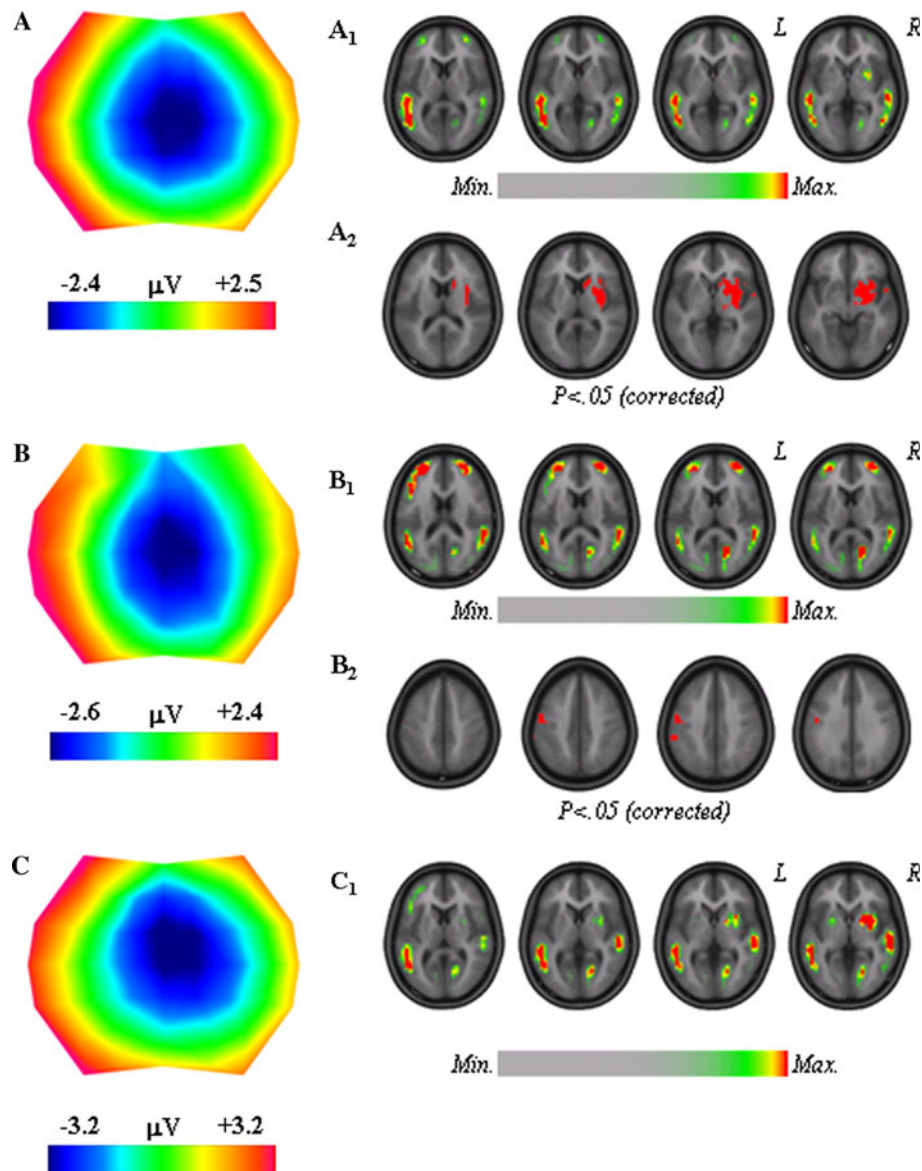 A
-2.4 μV +2.5
A1
L R
Min. Max.
A2
P<.05 (corrected)
B
-2.6 μV +2.4
B1
L R
Min. Max.
B2
P<.05 (corrected)
C
-3.2 μV +3.2
C1
L R
Min. Max.